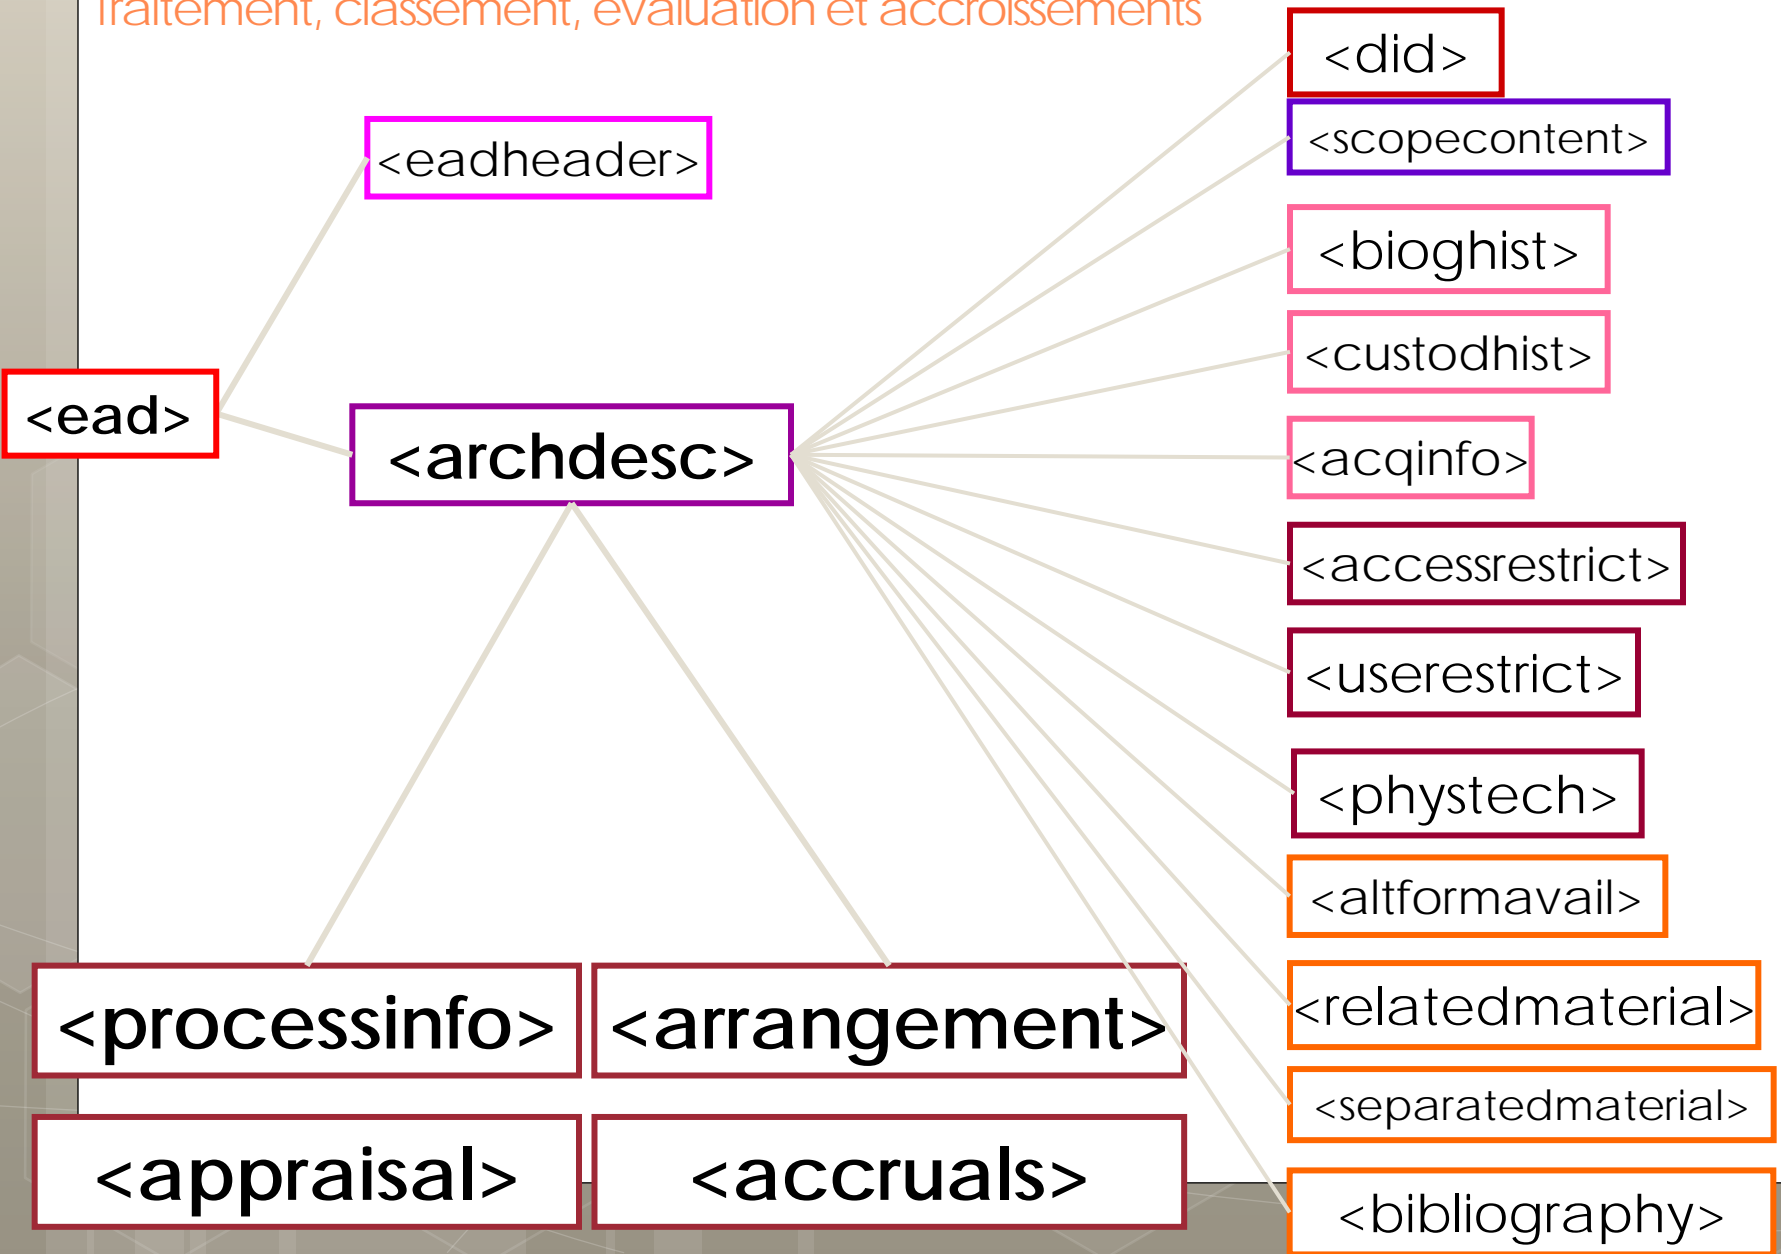 Traitement, classement, évaluation et accroissements
<did>
<scopecontent>
<eadheader>
<bioghist>
<custodhist>
<ead>
<archdesc>
<acqinfo>
<accessrestrict>
<userestrict>
<phystech>
<altformavail>
<processinfo>
<arrangement>
<relatedmaterial>
<separatedmaterial>
<appraisal>
<accruals>
<bibliography>